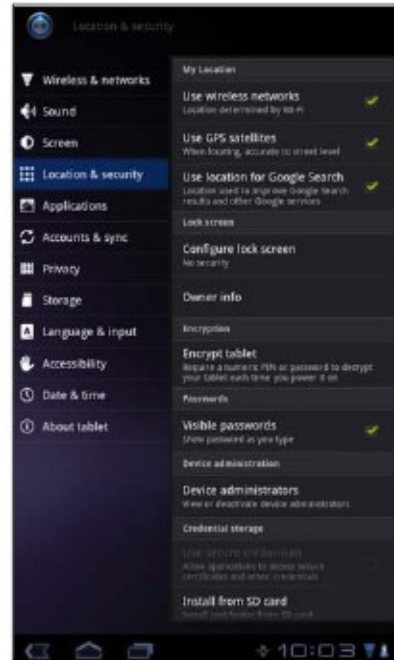 Location & security
Wireless & networks
Sound
Screen
Location & security
Applications
Accounts & sync
Privacy
Storage
Language & input
Accessibility
Date & time
About tablet
My Location
Use wireless networks
Location determined by Wi-Fi
Use GPS satellites
When locating, accurate to street level
Use location for Google Search
Location used to improve Google Search
results and other Google services
Lock screen
Configure lock screen
No security
Owner info
Encryption
Encrypt tablet
Require a numeric PIN or password to decrypt
your tablet each time you power it on
Passwords
Visible passwords
Show password as you type
Device administration
Device administrators
View or deactivate device administrators
Credential storage
Use secure credentials
Allow applications to access secure
certificates and other credentials
Install from SD card
Install certificates from SD card
10:03